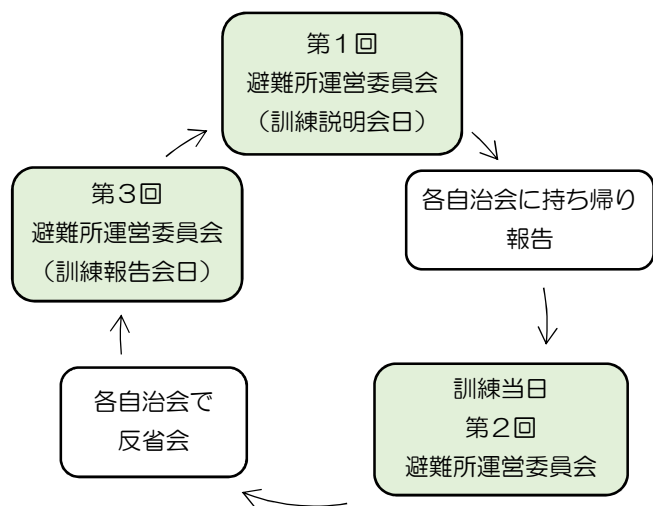 第１回
避難所運営委員会
（訓練説明会日）
各自治会に持ち帰り
報告
訓練当日
第２回
避難所運営委員会
各自治会で
反省会
第３回
避難所運営委員会
（訓練報告会日）